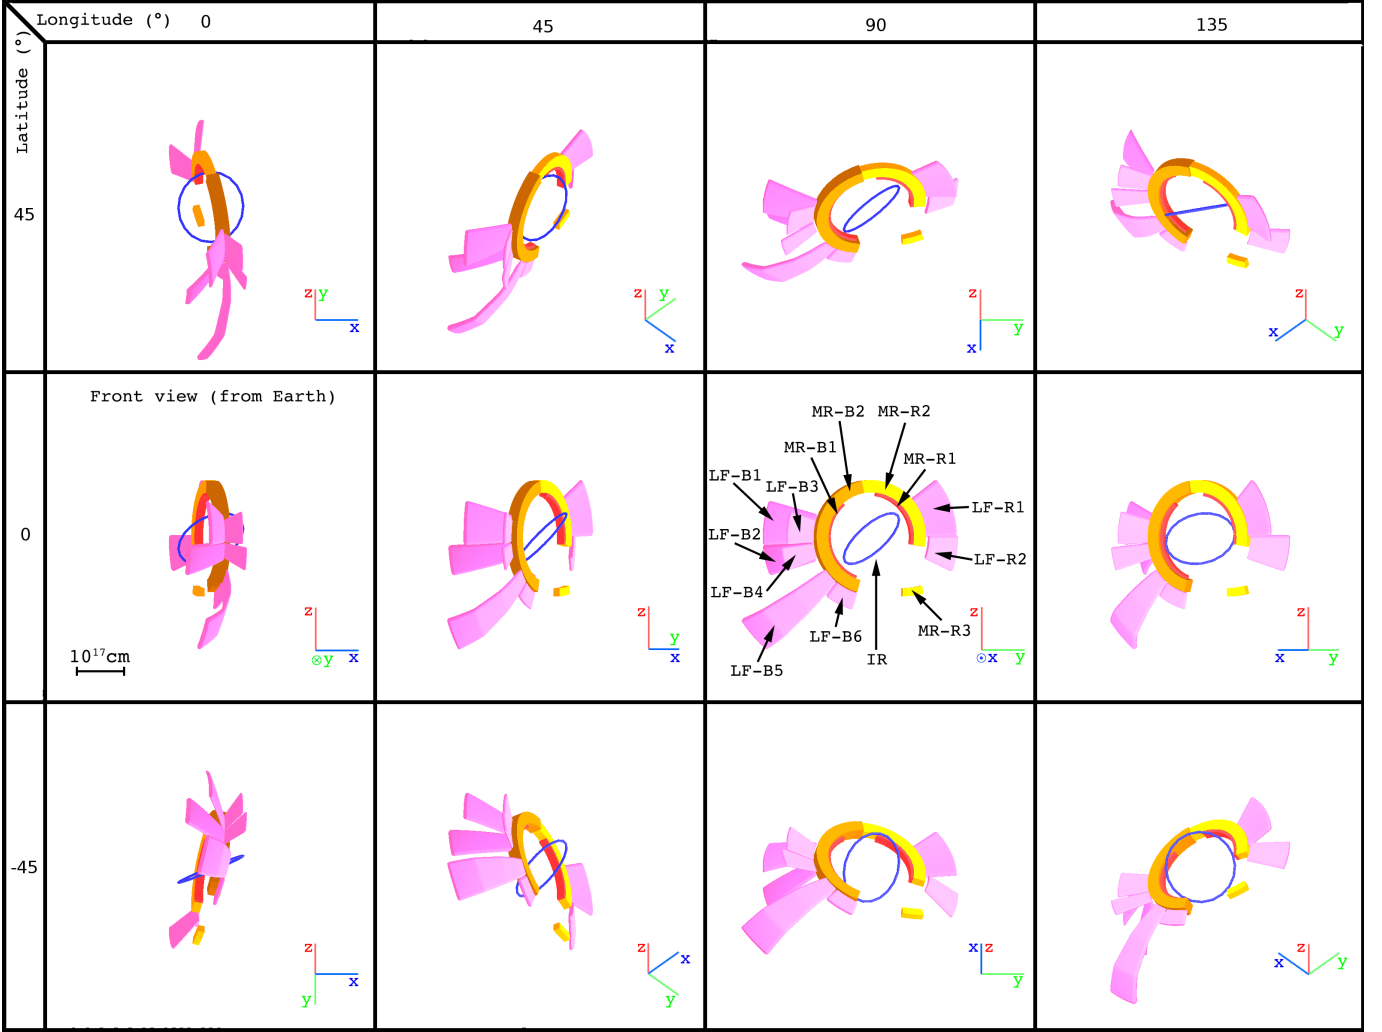 Longitude (°) 0 45 90 135
Latitude (°)
45
z y
x
z y
x
z
y
x
z
x y
Front view (from Earth)
0
10¹⁷cm
z
⊗y x
z
y
x
MR-B2 MR-R2
MR-B1 MR-R1
LF-B1 LF-B3
LF-R1
LF-B2
LF-R2
LF-B4
LF-B6 MR-R3
LF-B5 IR
z
⊙x y
z
x y
-45
z
x
y
z x
y
x z
y
z
x y